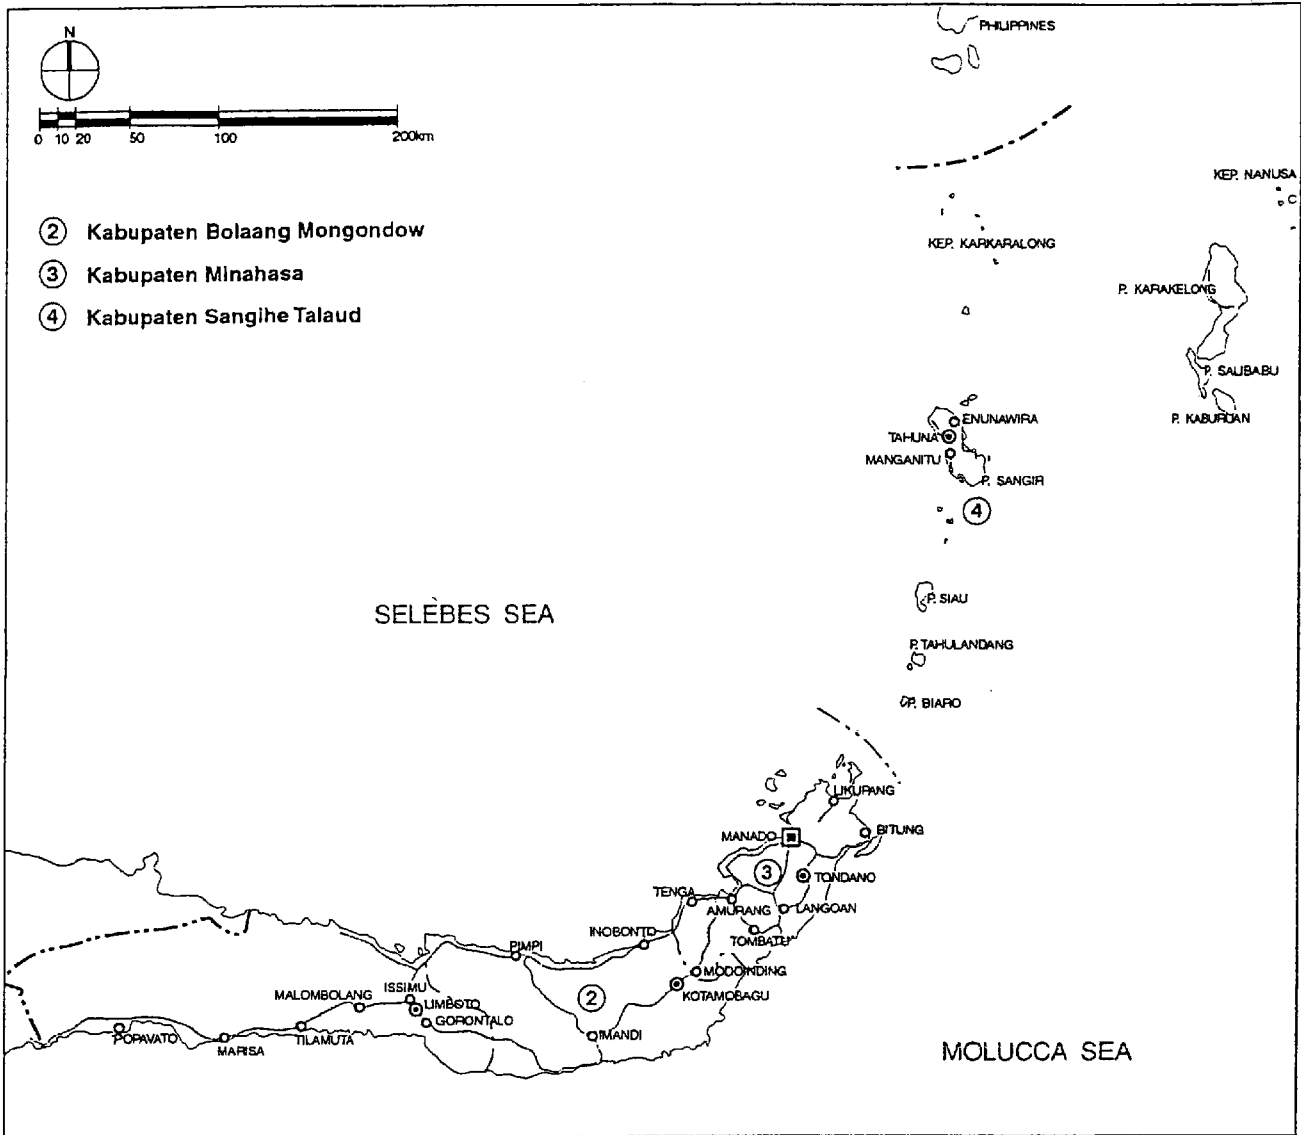 PHILIPPINES
N
0 10 20 50 100 200km
KEP. NANUSA
C
② Kabupaten Bolaang Mongondow
③ Kabupaten Minahasa
④ Kabupaten Sangihe Talaud
KEP. KARKARALONG
P. KARAKELONG
P. SALIBABU
P. KABURUAN
ENUNAWIRA
TAHUNA
MANGANITU
P. SANGIR
④
SELEBES SEA
P. SIAU
P. TAHULANDANG
P. BIARO
LIKUPANG
MANADO
BITUNG
③
TONDANO
TENGA
AMURANG
LANGOAN
INOBONTO
TOMBATU
PIMPI
MODOINDING
ISSIMU
KOTAMOBAGU
MALOMBOLANG
②
LIMBOTO
GORONTALO
POPAVATO
MARISA
TILAMUTA
IMANDI
MOLUCCA SEA